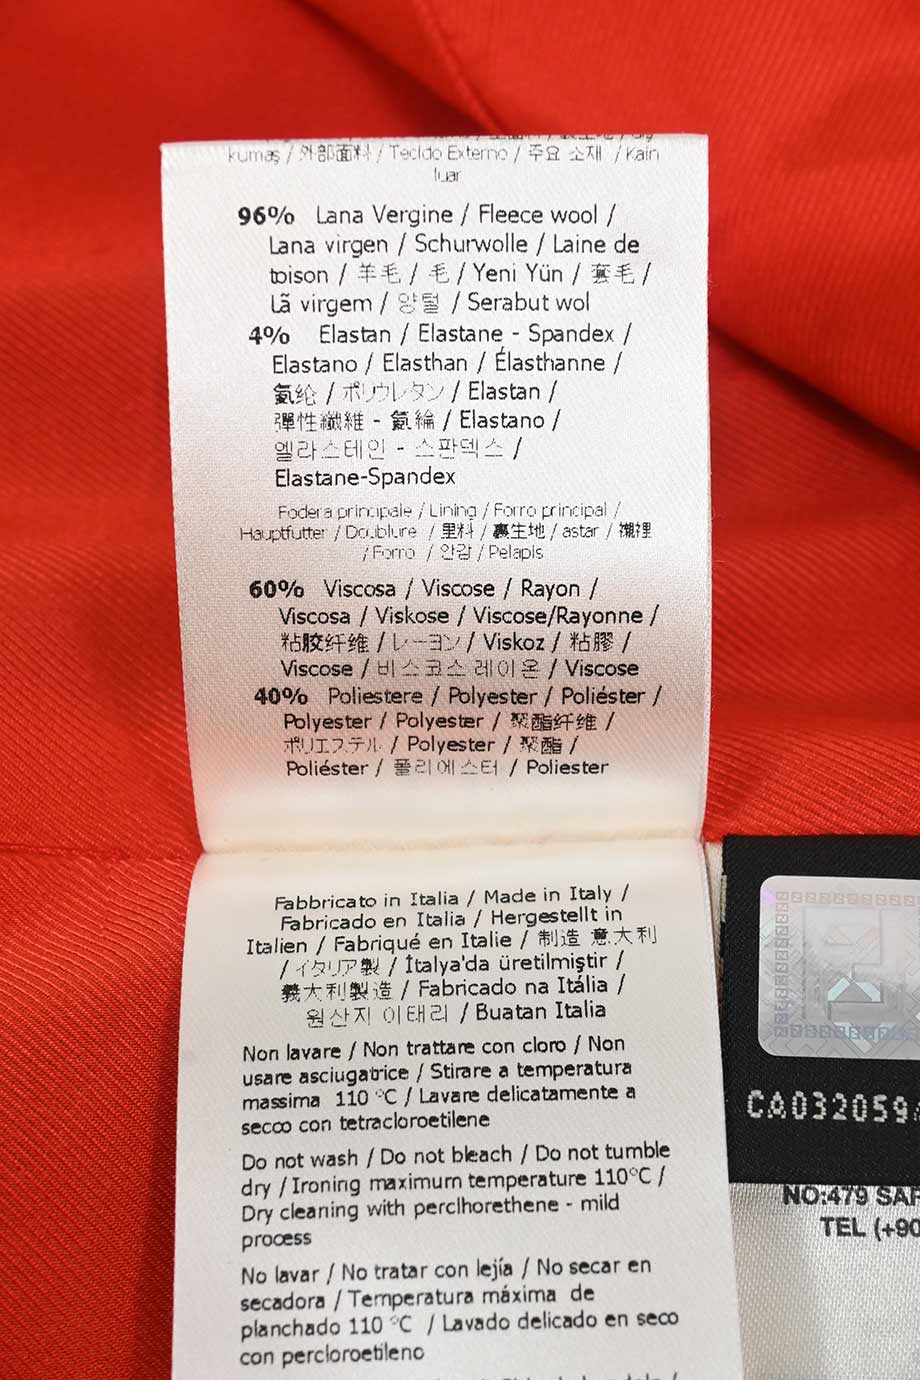 kumaş / 外部面料 / Tecido Externo / 주요 소재 / Kain
luar
96% Lana Vergine / Fleece wool /
Lana virgen / Schurwolle / Laine de
toison / 羊毛 / 毛 / Yeni Yün / 套毛 /
Lã virgem / 양털 / Serabut wol
4% Elastan / Elastane - Spandex /
Elastano / Elasthan / Élasthanne /
氨纶 / ポリウレタン / Elastan /
彈性纖維 - 氨綸 / Elastano /
엘라스테인 - 스판덱스 /
Elastane-Spandex
Fodera principale / Lining / Forro principal /
Hauptfutter / Doublure / 里料 / 裏生地 / astar / 襯裡
/ Forro / 안감 / Pelapis
60% Viscosa / Viscose / Rayon /
Viscosa / Viskose / Viscose/Rayonne /
粘胶纤维 / レーヨン / Viskoz / 粘膠 /
Viscose / 비스코스 레이온 / Viscose
40% Poliestere / Polyester / Poliéster /
Polyester / Polyester / 聚酯纤维 /
ポリエステル / Polyester / 聚酯 /
Poliéster / 폴리에스터 / Poliester
Fabbricato in Italia / Made in Italy /
Fabricado en Italia / Hergestellt in
Italien / Fabriqué en Italie / 制造 意大利
/ イタリア製 / İtalya'da üretilmiştir /
義大利製造 / Fabricado na Itália /
원산지 이태리 / Buatan Italia
Non lavare / Non trattare con cloro / Non
usare asciugatrice / Stirare a temperatura
massima 110 °C / Lavare delicatamente a
secco con tetracloroetilene
Do not wash / Do not bleach / Do not tumble
dry / Ironing maximum temperature 110°C /
Dry cleaning with perclhorethene - mild
process
No lavar / No tratar con lejía / No secar en
secadora / Temperatura máxima de
planchado 110 °C / Lavado delicado en seco
con percloroetileno
CA032059
NO:479 SAF
TEL (+90